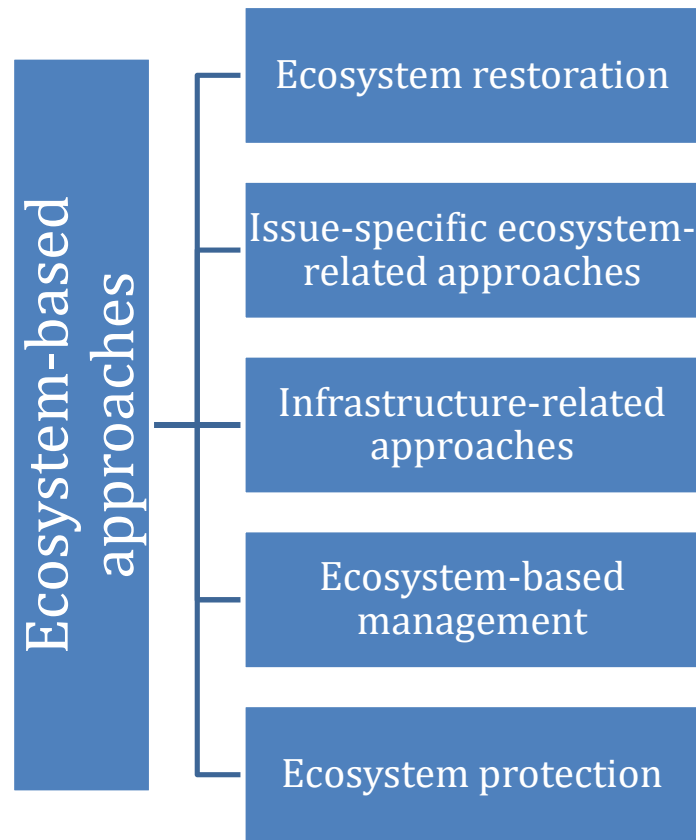 Ecosystem-based
approaches
Ecosystem restoration
Issue-specific ecosystem-
related approaches
Infrastructure-related
approaches
Ecosystem-based
management
Ecosystem protection